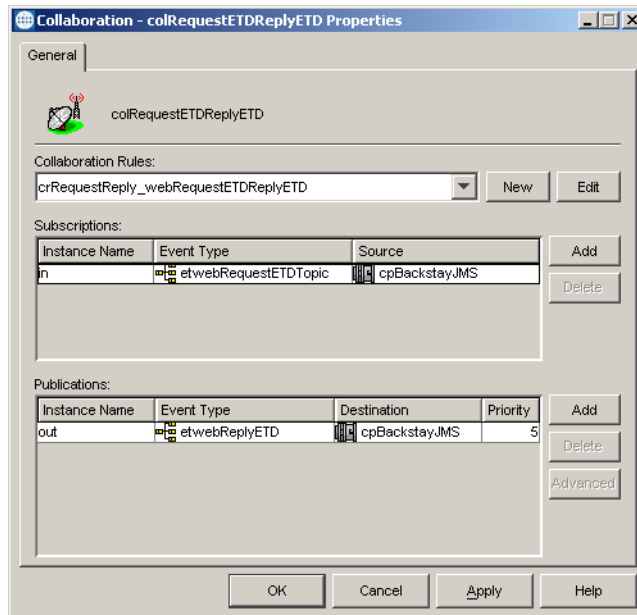 Collaboration - colRequestETDReplyETD Properties
General
colRequestETDReplyETD
Collaboration Rules:
crRequestReply_webRequestETDReplyETD New Edit
Subscriptions:
Instance Name Event Type Source Add
in etwebRequestETDTopic cpBackstayJMS
Delete
Publications:
Instance Name Event Type Destination Priority Add
out etwebReplyETD cpBackstayJMS 5
Delete
Advanced
OK Cancel Apply Help